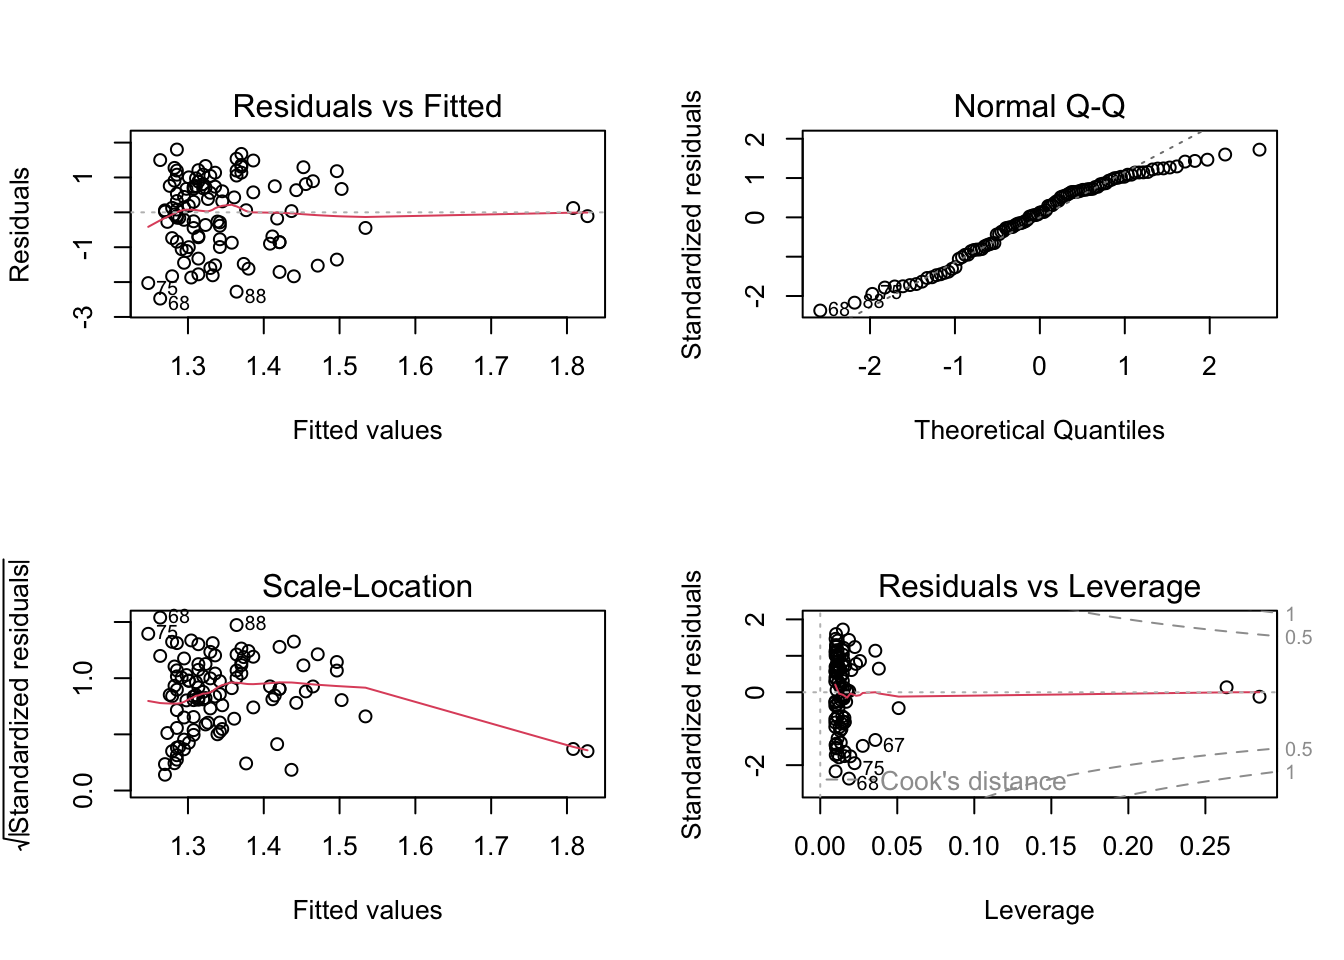 Residuals vs Fitted
Residuals
1
-1
-3
75
68
88
1.3 1.4 1.5 1.6 1.7 1.8
Fitted values
Normal Q-Q
Standardized residuals
2
1
0
-2
68
88
75
-2 -1 0 1 2
Theoretical Quantiles
Scale-Location
√|Standardized residuals|
1.0
0.0
68
75
88
1.3 1.4 1.5 1.6 1.7 1.8
Fitted values
Residuals vs Leverage
Standardized residuals
2
0
-2
1
0.5
0.5
1
67
75
68
Cook's distance
0.00 0.05 0.10 0.15 0.20 0.25
Leverage